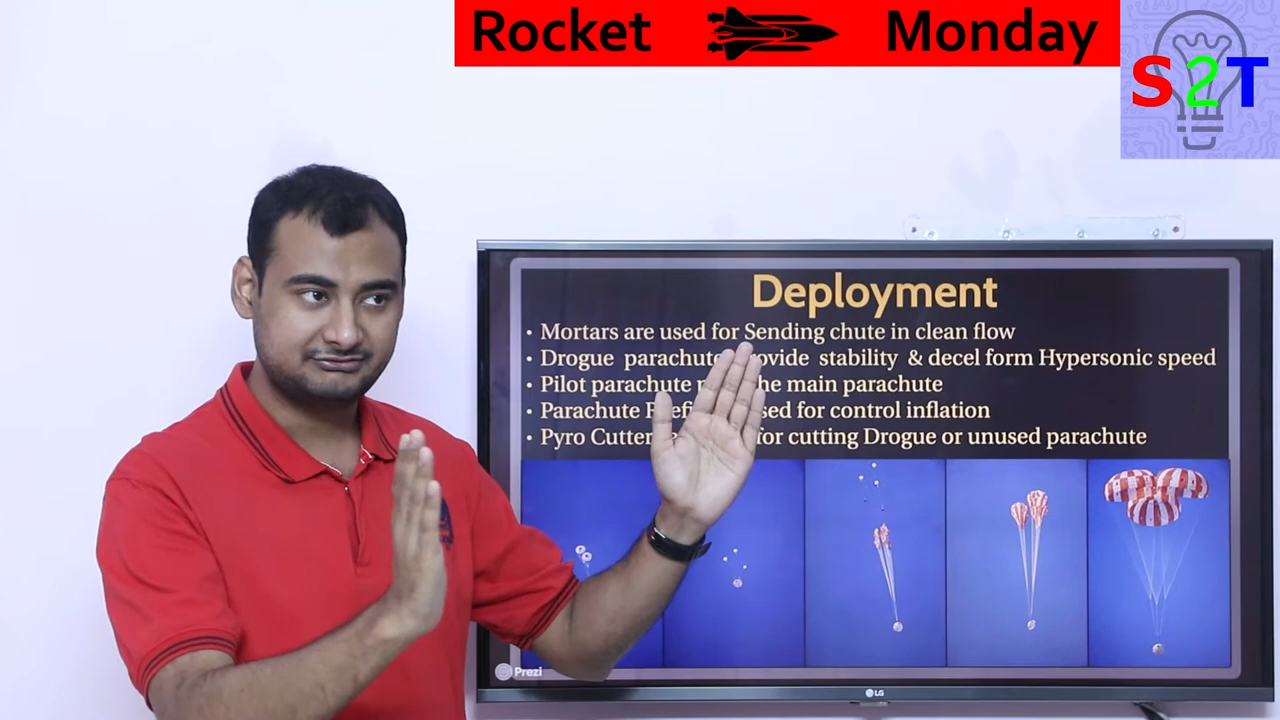 Rocket Monday
S2T
Deployment
• Mortars are used for Sending chute in clean flow
• Drogue parachute provide stability & decel form Hypersonic speed
• Pilot parachute the main parachute
• Parachute used for control inflation
• Pyro Cutter for cutting Drogue or unused parachute
Prezi
LG